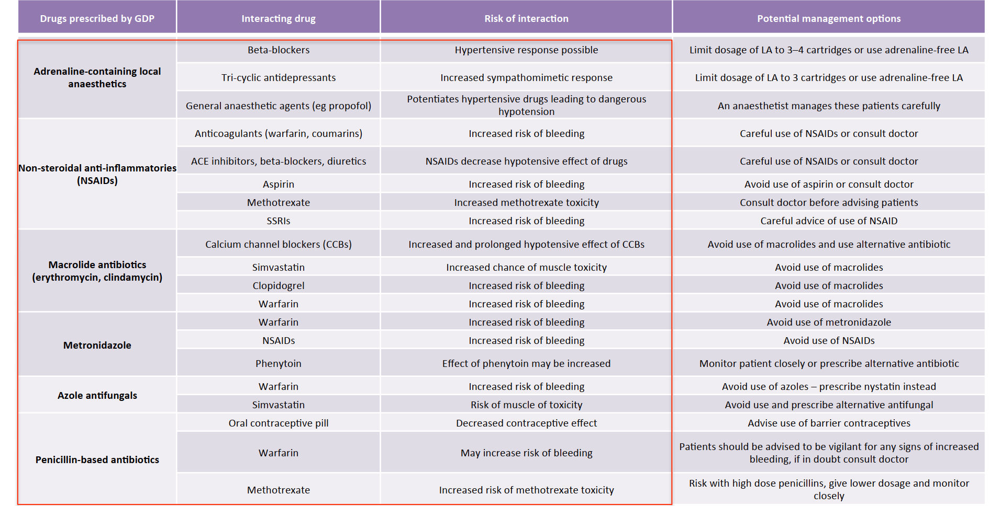 Drugs prescribed by GDP
Interacting drug
Risk of interaction
Potential management options
Adrenaline-containing local
anaesthetics
Beta-blockers
Hypertensive response possible
Limit dosage of LA to 3–4 cartridges or use adrenaline-free LA
Tri-cyclic antidepressants
Increased sympathomimetic response
Limit dosage of LA to 3 cartridges or use adrenaline-free LA
General anaesthetic agents (eg propofol)
Potentiates hypertensive drugs leading to dangerous
hypotension
An anaesthetist manages these patients carefully
Non-steroidal anti-inflammatories
(NSAIDs)
Anticoagulants (warfarin, coumarins)
Increased risk of bleeding
Careful use of NSAIDs or consult doctor
ACE inhibitors, beta-blockers, diuretics
NSAIDs decrease hypotensive effect of drugs
Careful use of NSAIDs or consult doctor
Aspirin
Increased risk of bleeding
Avoid use of aspirin or consult doctor
Methotrexate
Increased methotrexate toxicity
Consult doctor before advising patients
SSRIs
Increased risk of bleeding
Careful advice of use of NSAID
Macrolide antibiotics
(erythromycin, clindamycin)
Calcium channel blockers (CCBs)
Increased and prolonged hypotensive effect of CCBs
Avoid use of macrolides and use alternative antibiotic
Simvastatin
Increased chance of muscle toxicity
Avoid use of macrolides
Clopidogrel
Increased risk of bleeding
Avoid use of macrolides
Warfarin
Increased risk of bleeding
Avoid use of macrolides
Metronidazole
Warfarin
Increased risk of bleeding
Avoid use of metronidazole
NSAIDs
Increased risk of bleeding
Avoid use of NSAIDs
Phenytoin
Effect of phenytoin may be increased
Monitor patient closely or prescribe alternative antibiotic
Azole antifungals
Warfarin
Increased risk of bleeding
Avoid use of azoles – prescribe nystatin instead
Simvastatin
Risk of muscle of toxicity
Avoid use and prescribe alternative antifungal
Penicillin-based antibiotics
Oral contraceptive pill
Decreased contraceptive effect
Advise use of barrier contraceptives
Warfarin
May increase risk of bleeding
Patients should be advised to be vigilant for any signs of increased
bleeding, if in doubt consult doctor
Methotrexate
Increased risk of methotrexate toxicity
Risk with high dose penicillins, give lower dosage and monitor
closely